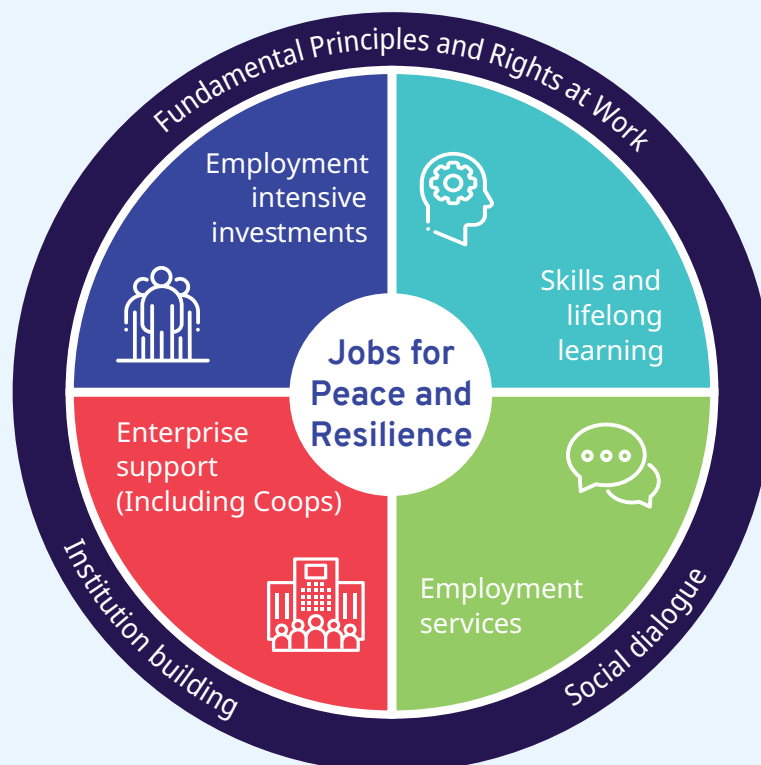 Fundamental Principles and Rights at Work
Employment
intensive
investments
Skills and
lifelong
learning
Jobs for
Peace and
Resilience
Enterprise
support
(Including Coops)
Employment
services
Institution building
Social dialogue